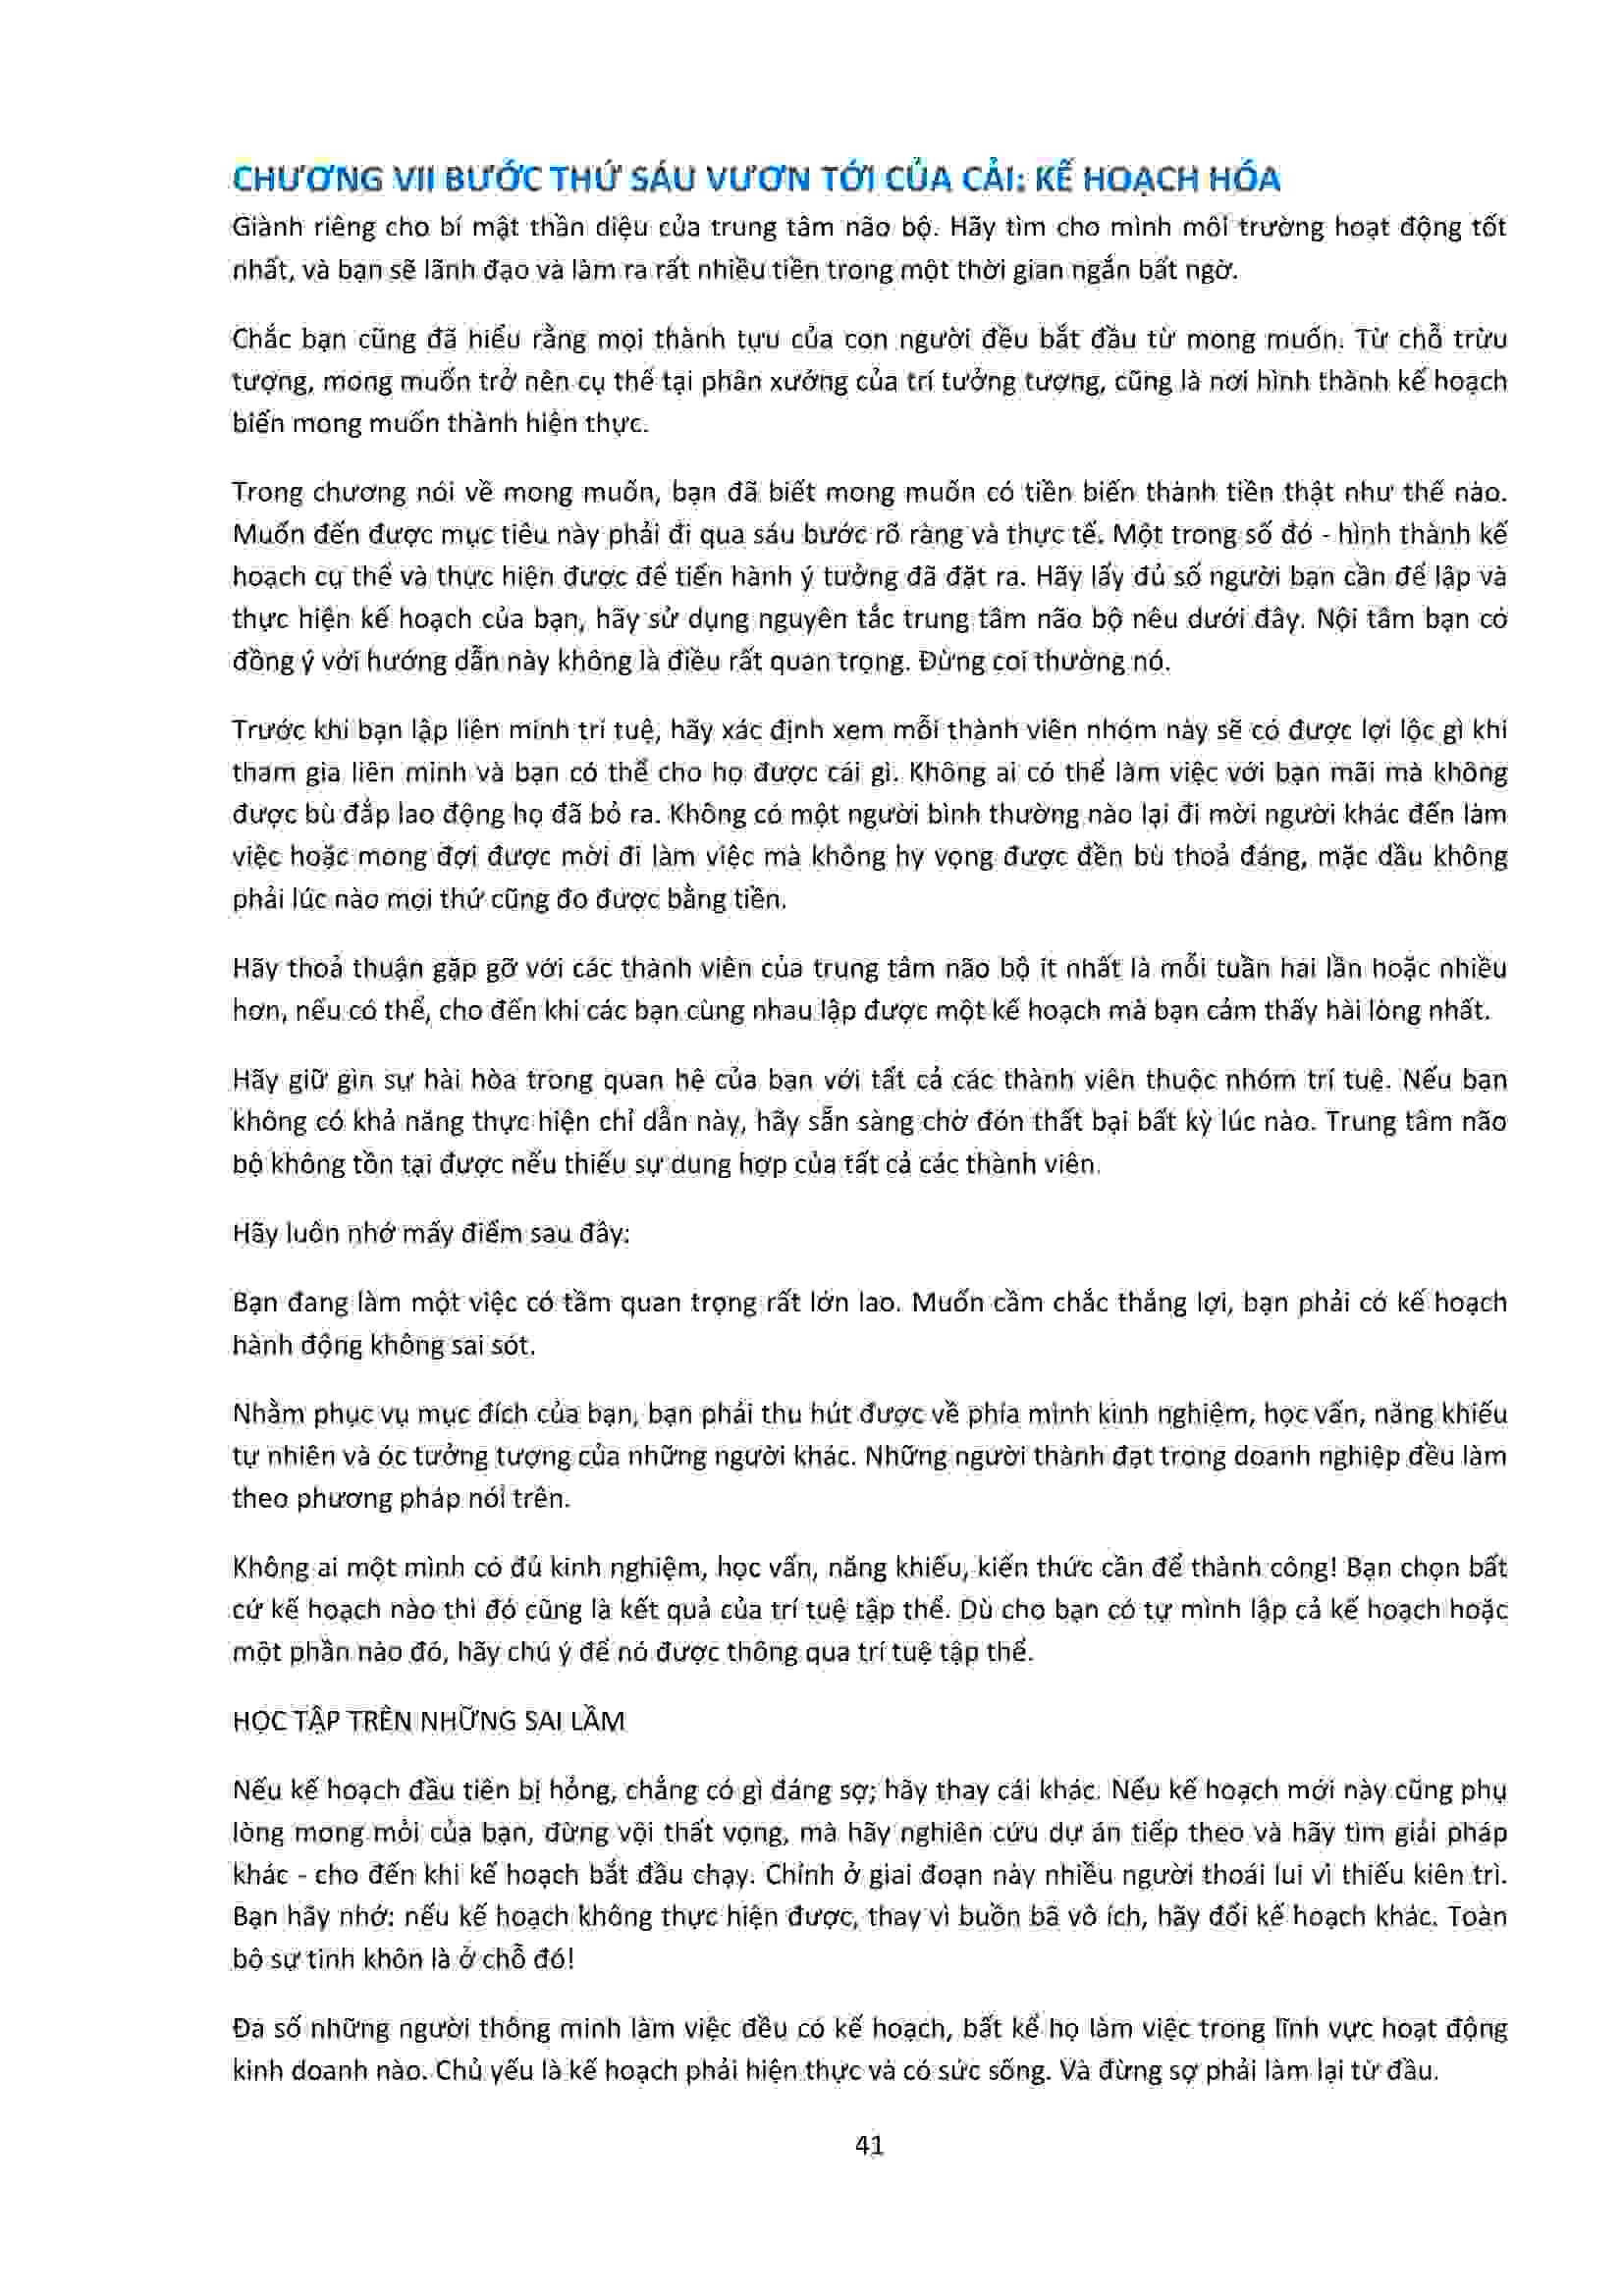 CHƯƠNG VII BƯỚC THỨ SÁU VƯƠN TỚI CỦA CẢI: KẾ HOẠCH HÓA
Giành riêng cho bí mật thần diệu của trung tâm não bộ. Hãy tìm cho mình môi trường hoạt động tốt
nhất, và bạn sẽ lãnh đạo và làm ra rất nhiều tiền trong một thời gian ngắn bất ngờ.
Chắc bạn cũng đã hiểu rằng mọi thành tựu của con người đều bắt đầu từ mong muốn. Từ chỗ trừu
tượng, mong muốn trở nên cụ thể tại phân xưởng của trí tưởng tượng, cũng là nơi hình thành kế hoạch
biến mong muốn thành hiện thực.
Trong chương nói về mong muốn, bạn đã biết mong muốn có tiền biến thành tiền thật như thế nào.
Muốn đến được mục tiêu này phải đi qua sáu bước rõ ràng và thực tế. Một trong số đó - hình thành kế
hoạch cụ thể và thực hiện được để tiến hành ý tưởng đã đặt ra. Hãy lấy đủ số người bạn cần để lập và
thực hiện kế hoạch của bạn, hãy sử dụng nguyên tắc trung tâm não bộ nêu dưới đây. Nội tâm bạn có
đồng ý với hướng dẫn này không là điều rất quan trọng. Đừng coi thường nó.
Trước khi bạn lập liên minh trí tuệ, hãy xác định xem mỗi thành viên nhóm này sẽ có được lợi lộc gì khi
tham gia liên minh và bạn có thể cho họ được cái gì. Không ai có thể làm việc với bạn mãi mà không
được bù đắp lao động họ đã bỏ ra. Không có một người bình thường nào lại đi mời người khác đến làm
việc hoặc mong đợi được mời đi làm việc mà không hy vọng được đền bù thoả đáng, mặc dầu không
phải lúc nào mọi thứ cũng đo được bằng tiền.
Hãy thoả thuận gặp gỡ với các thành viên của trung tâm não bộ ít nhất là mỗi tuần hai lần hoặc nhiều
hơn, nếu có thể, cho đến khi các bạn cùng nhau lập được một kế hoạch mà bạn cảm thấy hài lòng nhất.
Hãy giữ gìn sự hài hòa trong quan hệ của bạn với tất cả các thành viên thuộc nhóm trí tuệ. Nếu bạn
không có khả năng thực hiện chỉ dẫn này, hãy sẵn sàng chờ đón thất bại bất kỳ lúc nào. Trung tâm não
bộ không tồn tại được nếu thiếu sự dung hợp của tất cả các thành viên.
Hãy luôn nhớ mấy điểm sau đây:
Bạn đang làm một việc có tầm quan trọng rất lớn lao. Muốn cầm chắc thắng lợi, bạn phải có kế hoạch
hành động không sai sót.
Nhằm phục vụ mục đích của bạn, bạn phải thu hút được về phía mình kinh nghiệm, học vấn, năng khiếu
tự nhiên và óc tưởng tượng của những người khác. Những người thành đạt trong doanh nghiệp đều làm
theo phương pháp nói trên.
Không ai một mình có đủ kinh nghiệm, học vấn, năng khiếu, kiến thức cần để thành công! Bạn chọn bất
cứ kế hoạch nào thì đó cũng là kết quả của trí tuệ tập thể. Dù cho bạn có tự mình lập cả kế hoạch hoặc
một phần nào đó, hãy chú ý để nó được thông qua trí tuệ tập thể.
HỌC TẬP TRÊN NHỮNG SAI LẦM
Nếu kế hoạch đầu tiên bị hỏng, chẳng có gì đáng sợ; hãy thay cái khác. Nếu kế hoạch mới này cũng phụ
lòng mong mỏi của bạn, đừng vội thất vọng, mà hãy nghiên cứu dự án tiếp theo và hãy tìm giải pháp
khác - cho đến khi kế hoạch bắt đầu chạy. Chính ở giai đoạn này nhiều người thoái lui vì thiếu kiên trì.
Bạn hãy nhớ: nếu kế hoạch không thực hiện được, thay vì buồn bã vô ích, hãy đổi kế hoạch khác. Toàn
bộ sự tinh khôn là ở chỗ đó!
Đa số những người thông minh làm việc đều có kế hoạch, bất kể họ làm việc trong lĩnh vực hoạt động
kinh doanh nào. Chủ yếu là kế hoạch phải hiện thực và có sức sống. Và đừng sợ phải làm lại từ đầu.
41